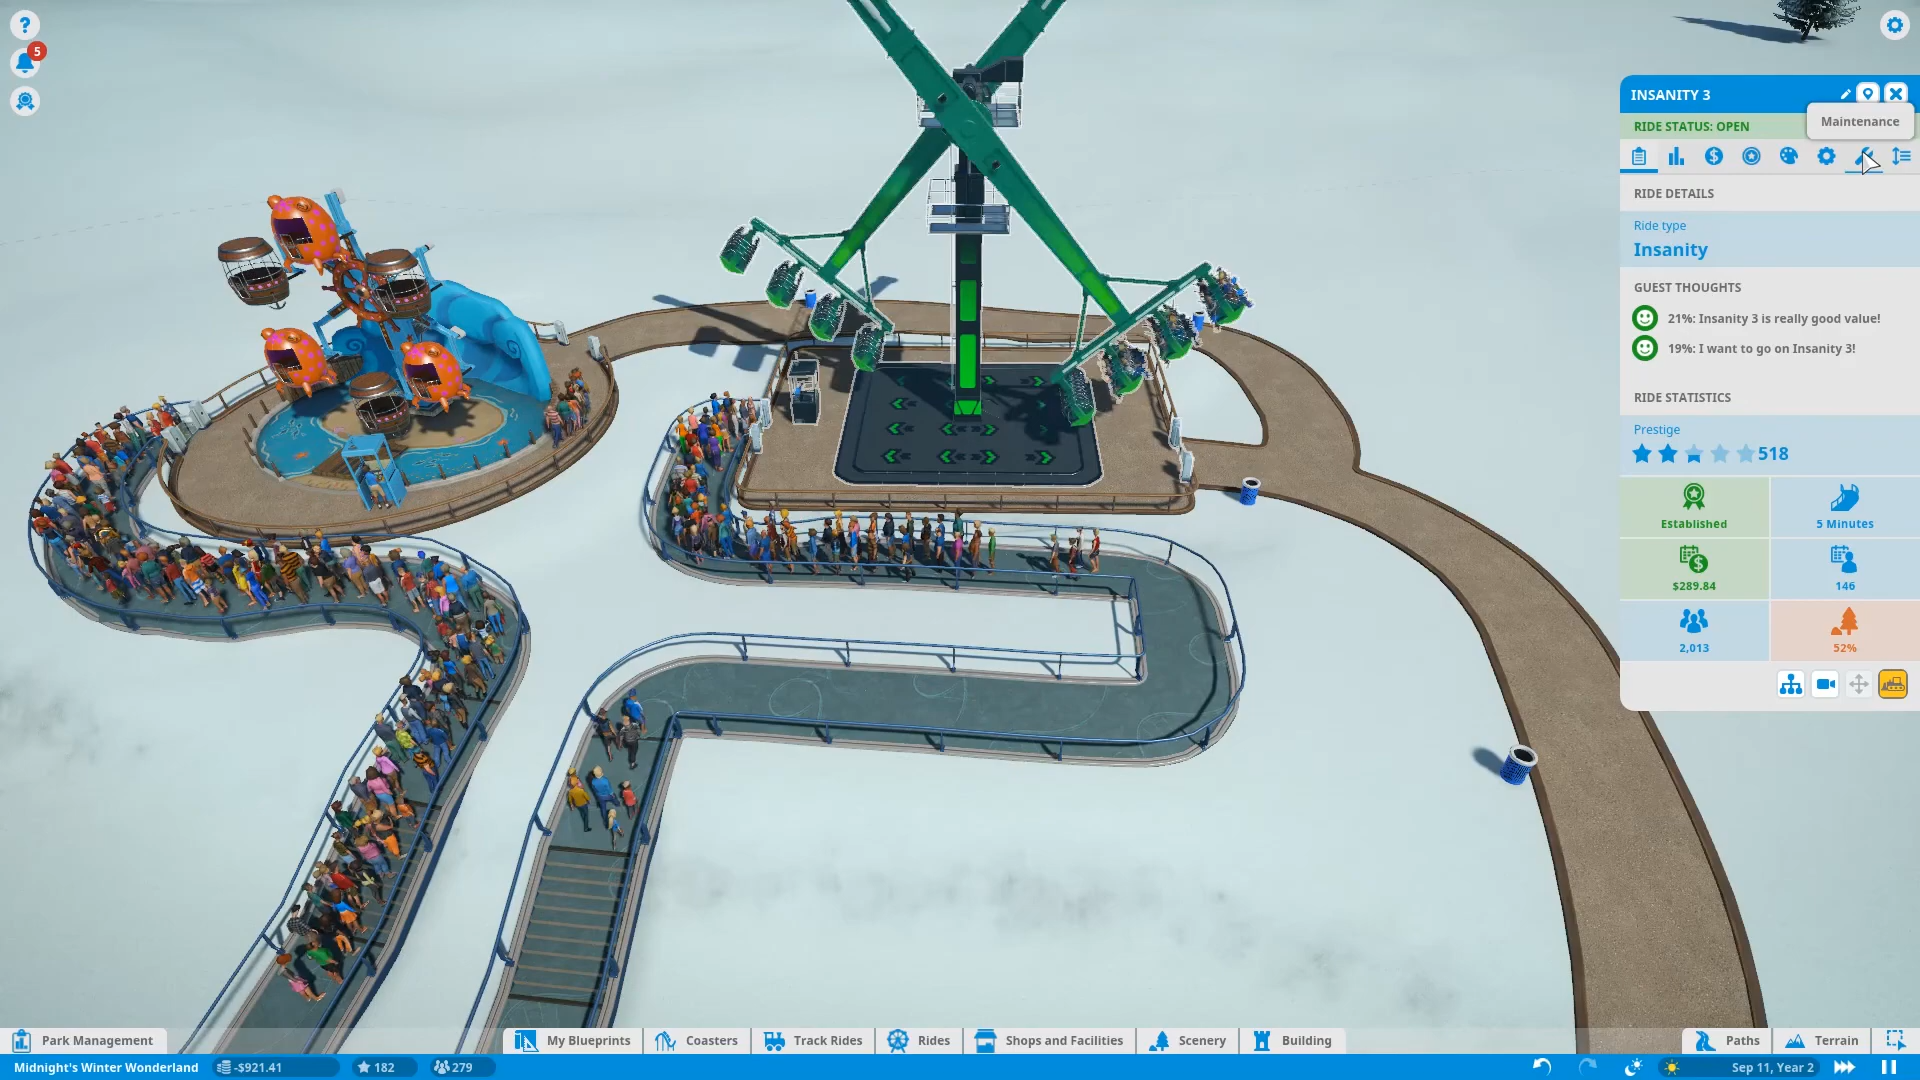 ?
5
INSANITY 3
Maintenance
RIDE STATUS: OPEN
RIDE DETAILS
Ride type
Insanity
GUEST THOUGHTS
21%: Insanity 3 is really good value!
19%: I want to go on Insanity 3!
RIDE STATISTICS
Prestige
518
Established
5 Minutes
$289.84
146
2,013
52%
Park Management
My Blueprints
Coasters
Track Rides
Rides
Shops and Facilities
Scenery
Building
Paths
Terrain
Midnight's Winter Wonderland
-$921.41
182
279
Sep 11, Year 2